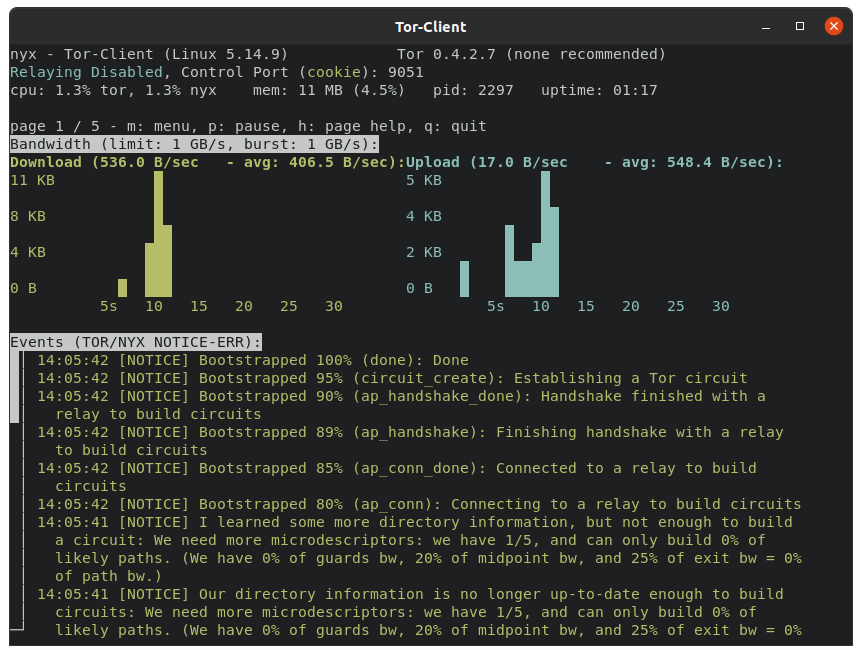 Tor-Client
nyx - Tor-Client (Linux 5.14.9)            Tor 0.4.2.7 (none recommended)
Relaying Disabled, Control Port (cookie): 9051
cpu: 1.3% tor, 1.3% nyx    mem: 11 MB (4.5%)   pid: 2297   uptime: 01:17
page 1 / 5 - m: menu, p: pause, h: page help, q: quit
Bandwidth (limit: 1 GB/s, burst: 1 GB/s):
Download (536.0 B/sec   - avg: 406.5 B/sec):Upload (17.0 B/sec    - avg: 548.4 B/sec):
11 KB                                       5 KB
8 KB                                        4 KB
4 KB                                        2 KB
0 B                                         0 B
5s   10   15   20   25   30                5s   10   15   20   25   30
Events (TOR/NYX NOTICE-ERR):
14:05:42 [NOTICE] Bootstrapped 100% (done): Done
14:05:42 [NOTICE] Bootstrapped 95% (circuit_create): Establishing a Tor circuit
14:05:42 [NOTICE] Bootstrapped 90% (ap_handshake_done): Handshake finished with a
relay to build circuits
14:05:42 [NOTICE] Bootstrapped 89% (ap_handshake): Finishing handshake with a relay
to build circuits
14:05:42 [NOTICE] Bootstrapped 85% (ap_conn_done): Connected to a relay to build
circuits
14:05:42 [NOTICE] Bootstrapped 80% (ap_conn): Connecting to a relay to build circuits
14:05:41 [NOTICE] I learned some more directory information, but not enough to build
a circuit: We need more microdescriptors: we have 1/5, and can only build 0% of
likely paths. (We have 0% of guards bw, 20% of midpoint bw, and 25% of exit bw = 0%
of path bw.)
14:05:41 [NOTICE] Our directory information is no longer up-to-date enough to build
circuits: We need more microdescriptors: we have 1/5, and can only build 0% of
likely paths. (We have 0% of guards bw, 20% of midpoint bw, and 25% of exit bw = 0%